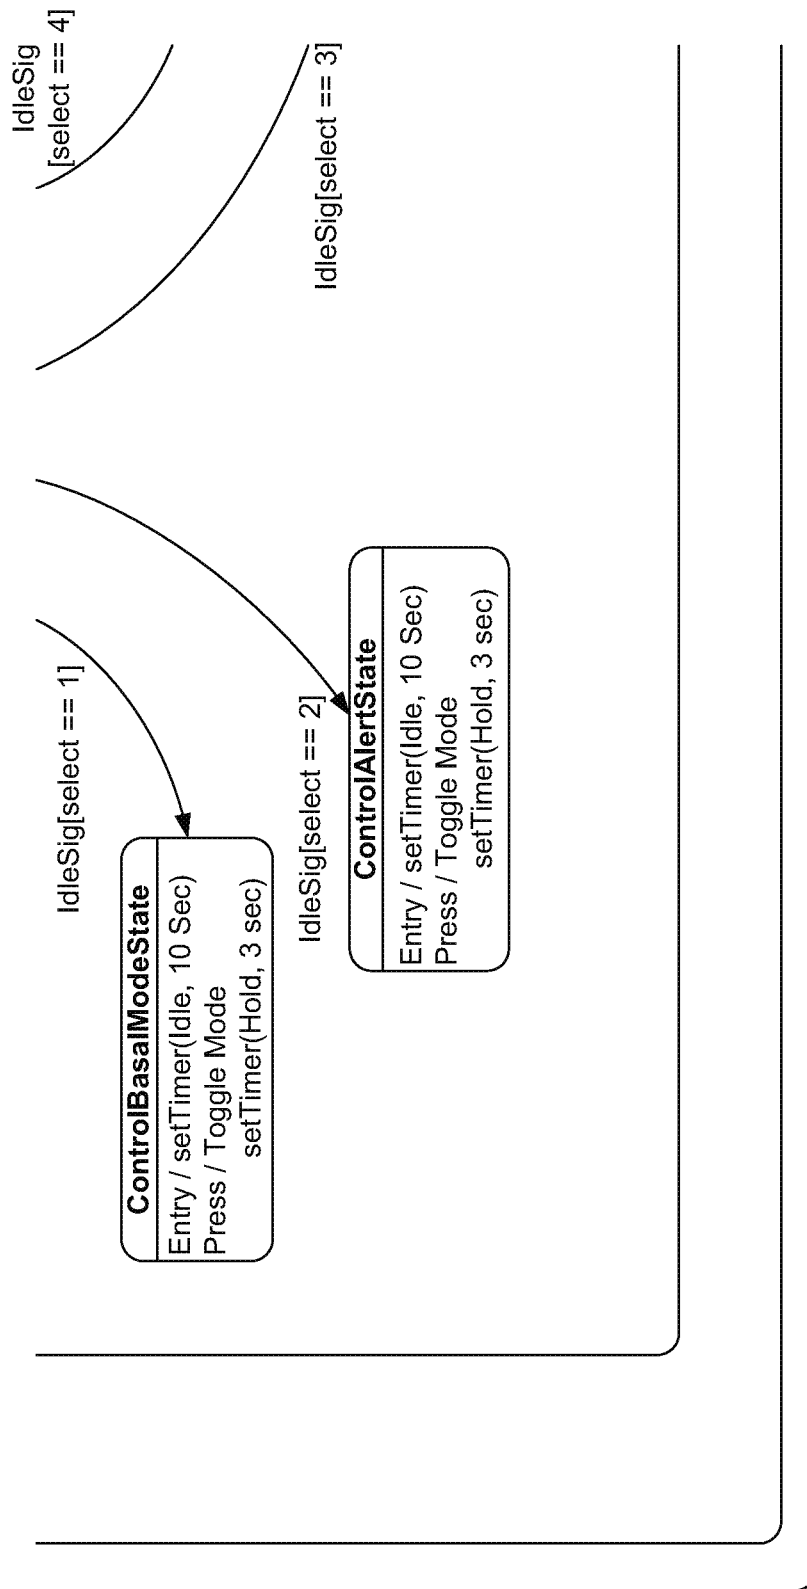 IdleSig
[select == 4]
IdleSig[select == 3]
IdleSig[select == 1]
ControlBasalModeState
Entry / setTimer(Idle, 10 Sec)
Press / Toggle Mode
setTimer(Hold, 3 sec)
IdleSig[select == 2]
ControlAlertState
Entry / setTimer(Idle, 10 Sec)
Press / Toggle Mode
setTimer(Hold, 3 sec)